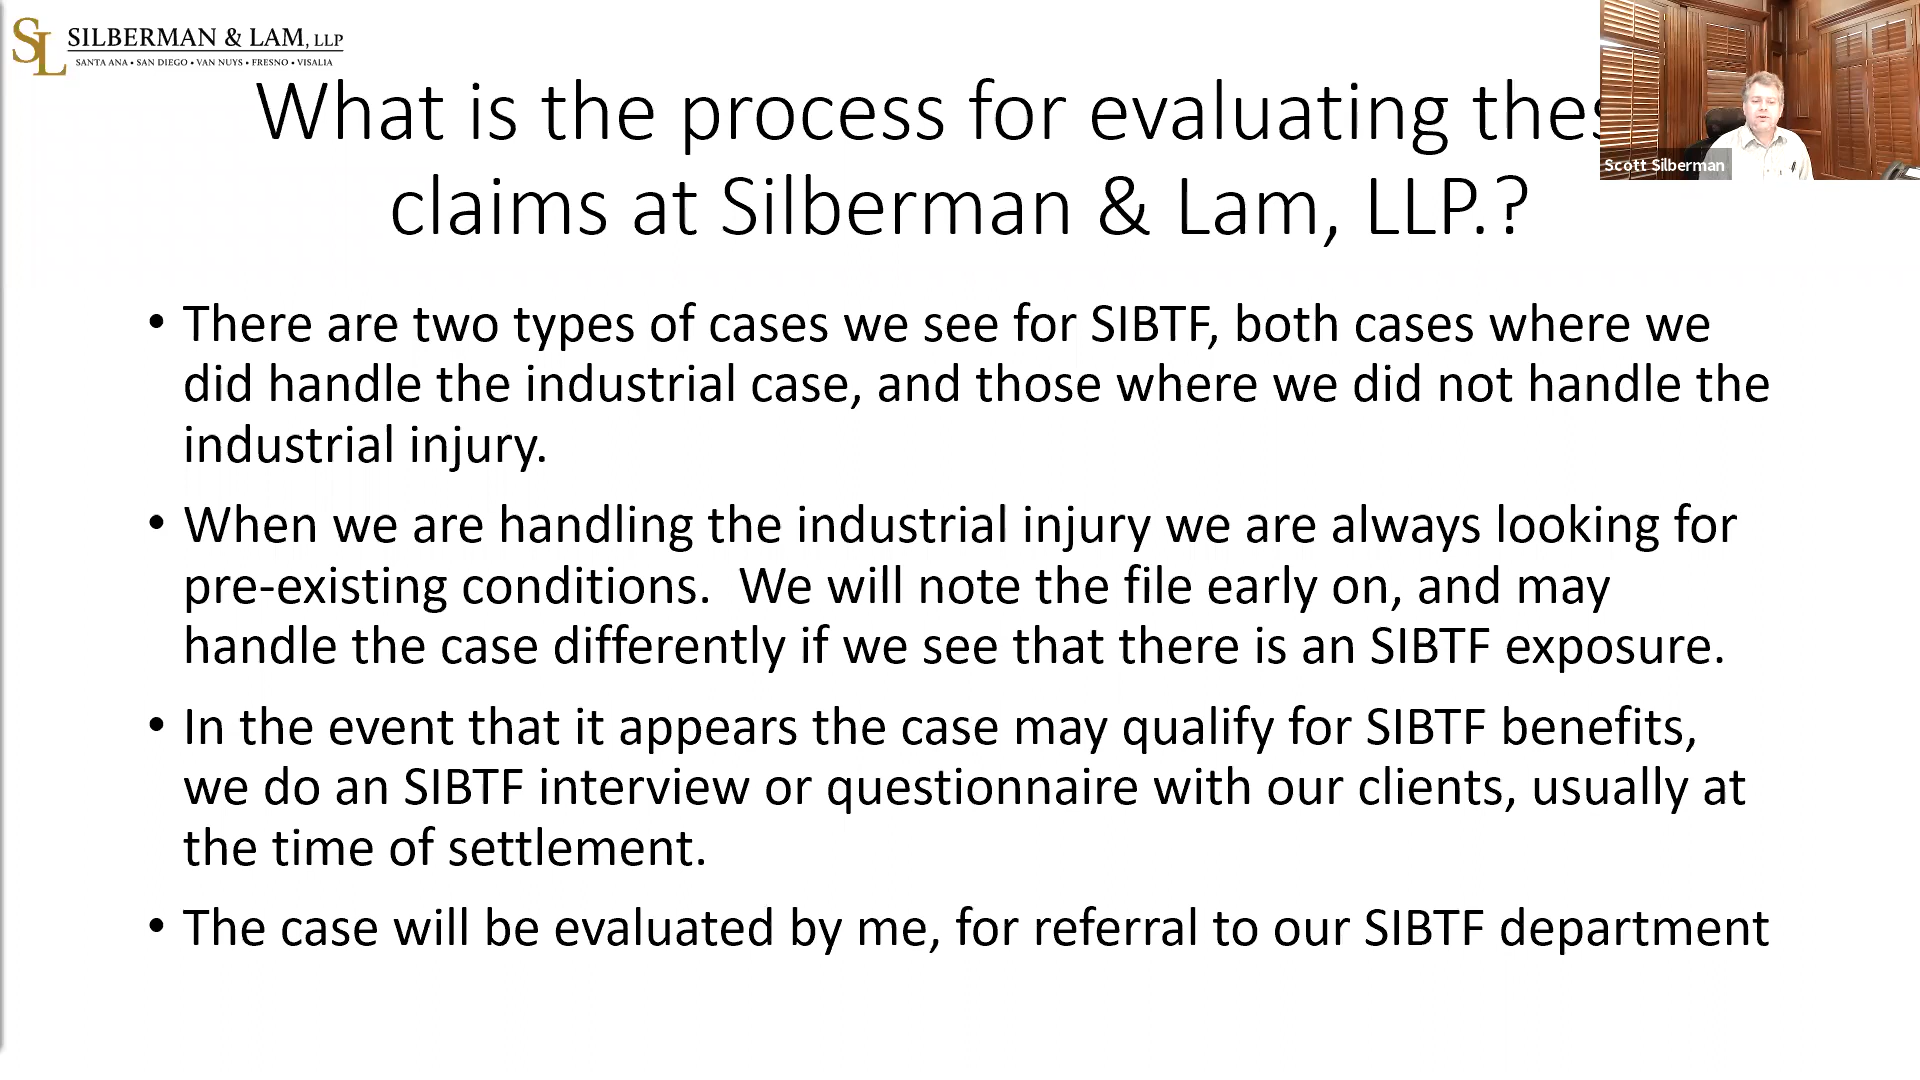 SILBERMAN & LAM, LLP
SANTA ANA • SAN DIEGO • VAN NUYS • FRESNO • VISALIA
What is the process for evaluating thes
claims at Silberman & Lam, LLP.?
Scott Silberman
• There are two types of cases we see for SIBTF, both cases where we
did handle the industrial case, and those where we did not handle the
industrial injury.
• When we are handling the industrial injury we are always looking for
pre-existing conditions.  We will note the file early on, and may
handle the case differently if we see that there is an SIBTF exposure.
• In the event that it appears the case may qualify for SIBTF benefits,
we do an SIBTF interview or questionnaire with our clients, usually at
the time of settlement.
• The case will be evaluated by me, for referral to our SIBTF department